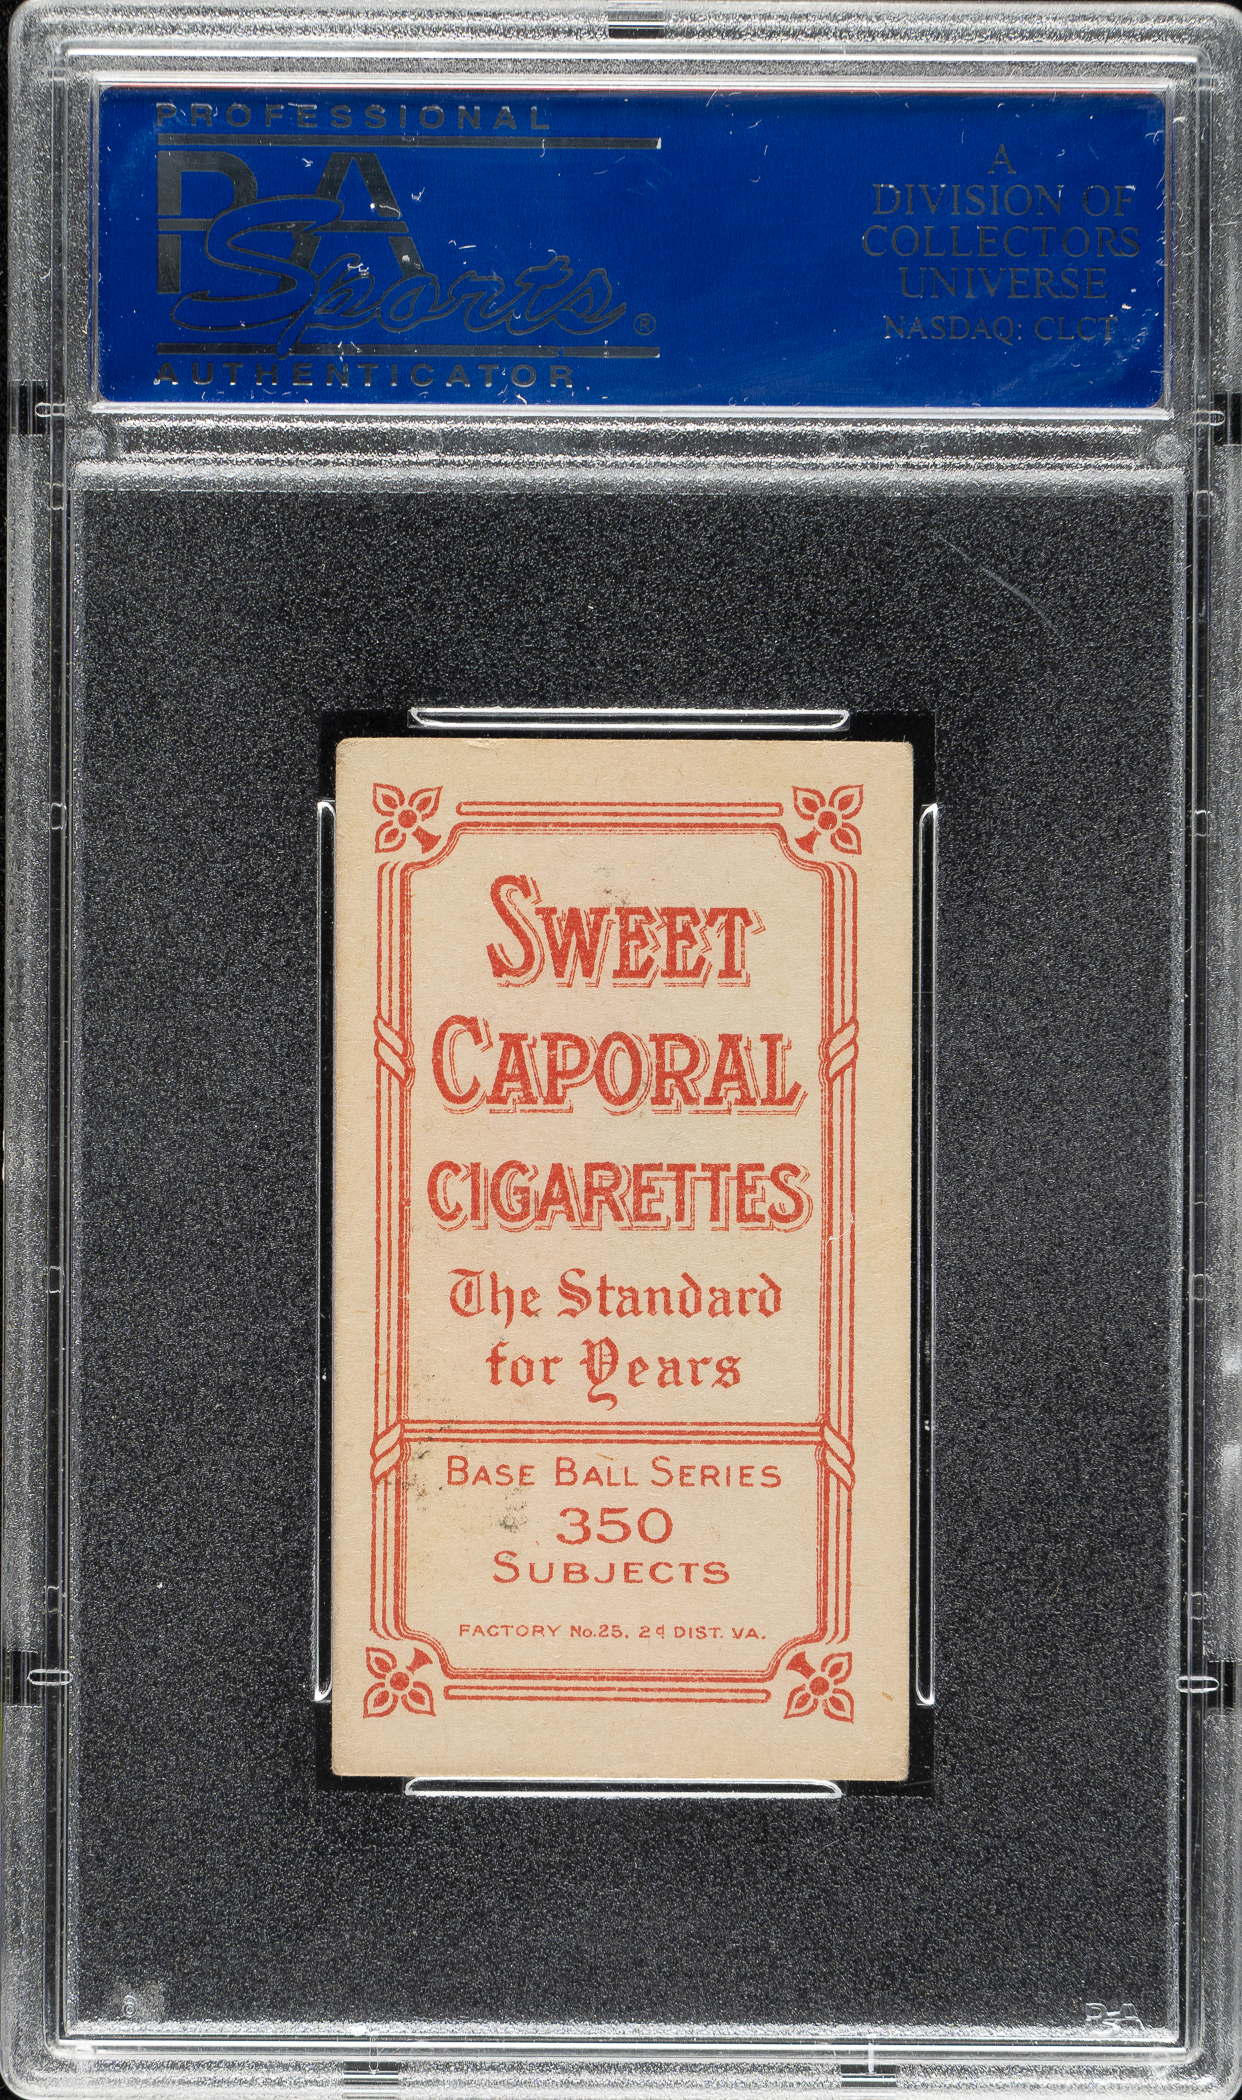 PROFESSIONAL
PSA
Sports®
AUTHENTICATOR
A
DIVISION OF
COLLECTORS
UNIVERSE
NASDAQ: CLCT
SWEET
CAPORAL
CIGARETTES
The Standard
for Years
BASE BALL SERIES
350
SUBJECTS
FACTORY No.25, 2d DIST. VA.
PSA